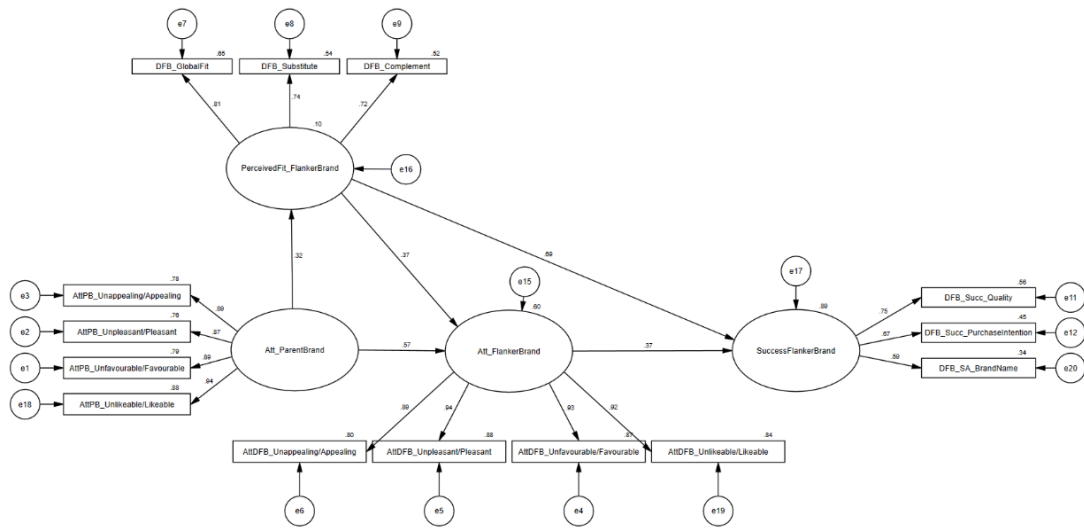 e7
e8
e9
.65
.54
.52
DFB_GlobalFit
DFB_Substitute
DFB_Complement
.81
.74
.72
.10
PerceivedFit_FlankerBrand
e16
.32
.37
.69
e15
e17
.78
.60
.89
.56
e3
AttPB_Unappealing/Appealing
DFB_Succ_Quality
e11
.76
.89
.75
.45
e2
AttPB_Unpleasant/Pleasant
.87
DFB_Succ_PurchaseIntention
e12
.79
Att_ParentBrand
.57
Att_FlankerBrand
.37
SuccessFlankerBrand
.67
.34
e1
AttPB_Unfavourable/Favourable
.89
.59
DFB_SA_BrandName
e20
.88
.94
e18
AttPB_Unlikeable/Likeable
.89
.94
.93
.92
.80
.88
.87
.84
AttDFB_Unappealing/Appealing
AttDFB_Unpleasant/Pleasant
AttDFB_Unfavourable/Favourable
AttDFB_Unlikeable/Likeable
e6
e5
e4
e19